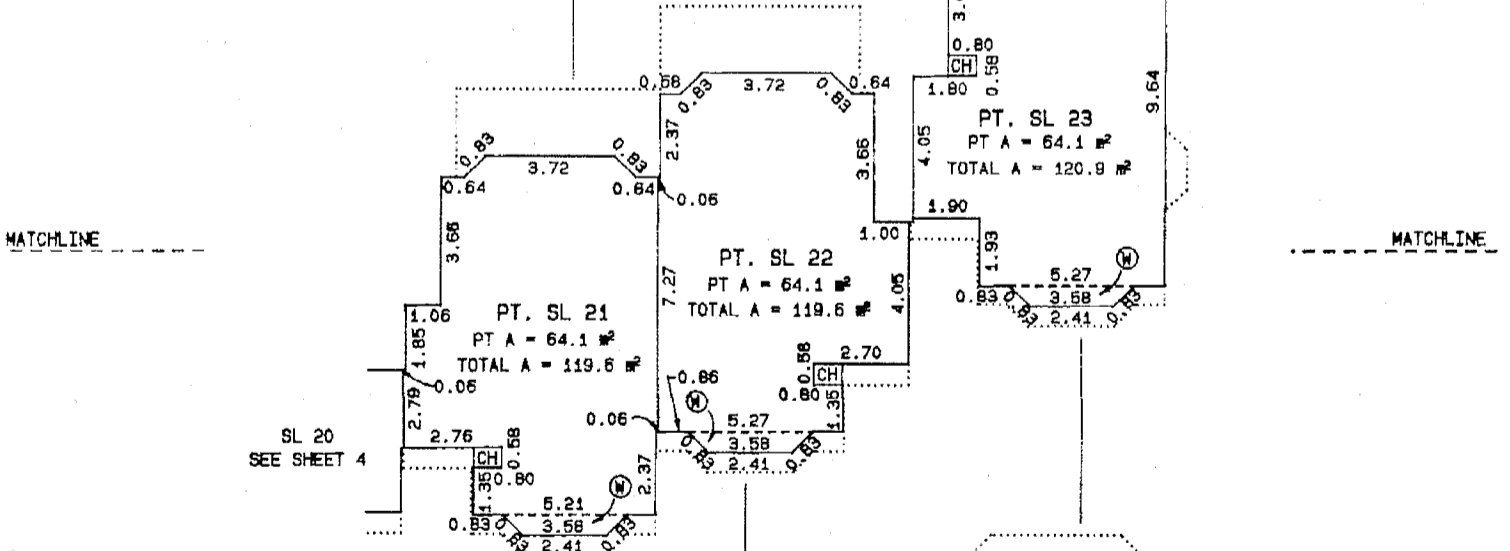 MATCHLINE
MATCHLINE
0.83
3.72
0.83
0.64
0.64
3.66
1.06
1.85
0.06
2.79
2.76
CH
0.58
0.80
1.35
0.83
5.21
3.58
0.83
2.41
0.83
W
2.37
PT. SL 21
PT A = 64.1 m²
TOTAL A = 119.6 m²
SL 20
SEE SHEET 4
0.58
0.83
3.72
0.83
0.64
2.37
3.66
0.06
7.27
1.00
4.05
PT. SL 22
PT A = 64.1 m²
TOTAL A = 119.6 m²
2.70
0.58
CH
0.80
1.35
0.86
0.06
W
5.27
3.58
0.83
2.41
0.83
0.80
CH
0.58
1.80
4.05
9.64
PT. SL 23
PT A = 64.1 m²
TOTAL A = 120.9 m²
1.90
1.93
W
5.27
0.83
3.58
0.83
2.41
0.83